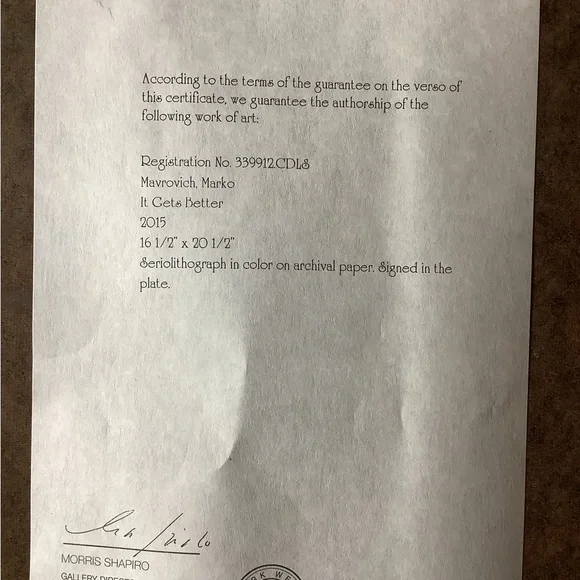 According to the terms of the guarantee on the verso of
this certificate, we guarantee the authorship of the
following work of art:
Registration No. 339912.CDLS
Mavrovich, Marko
It Gets Better
2015
16 1/2" x 20 1/2"
Seriolithograph in color on archival paper. Signed in the
plate.
MORRIS SHAPIRO
GALLERY